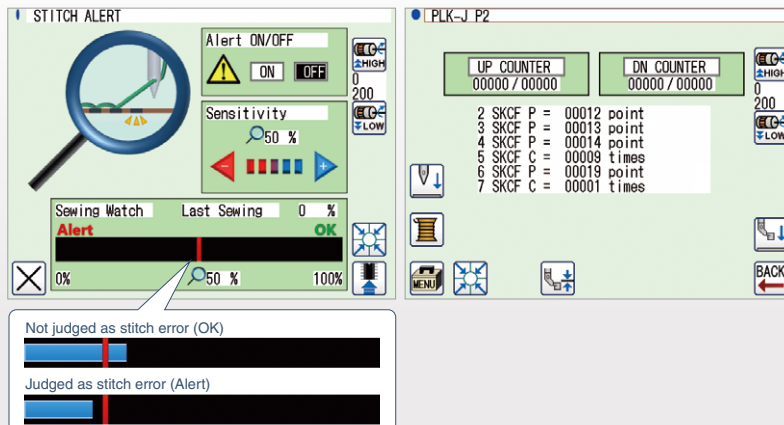 STITCH ALERT
Alert ON/OFF
ON OFF
HIGH
0
200
LOW
Sensitivity
50 %
Sewing Watch Last Sewing 0 %
Alert OK
0% 50 % 100%
Not judged as stitch error (OK)
Judged as stitch error (Alert)
PLK-J P2
UP COUNTER
00000/00000
DN COUNTER
00000/00000
HIGH
0
200
LOW
2 SKCF P = 00012 point
3 SKCF P = 00013 point
4 SKCF P = 00014 point
5 SKCF C = 00009 times
6 SKCF P = 00019 point
7 SKCF C = 00001 times
MENU
BACK